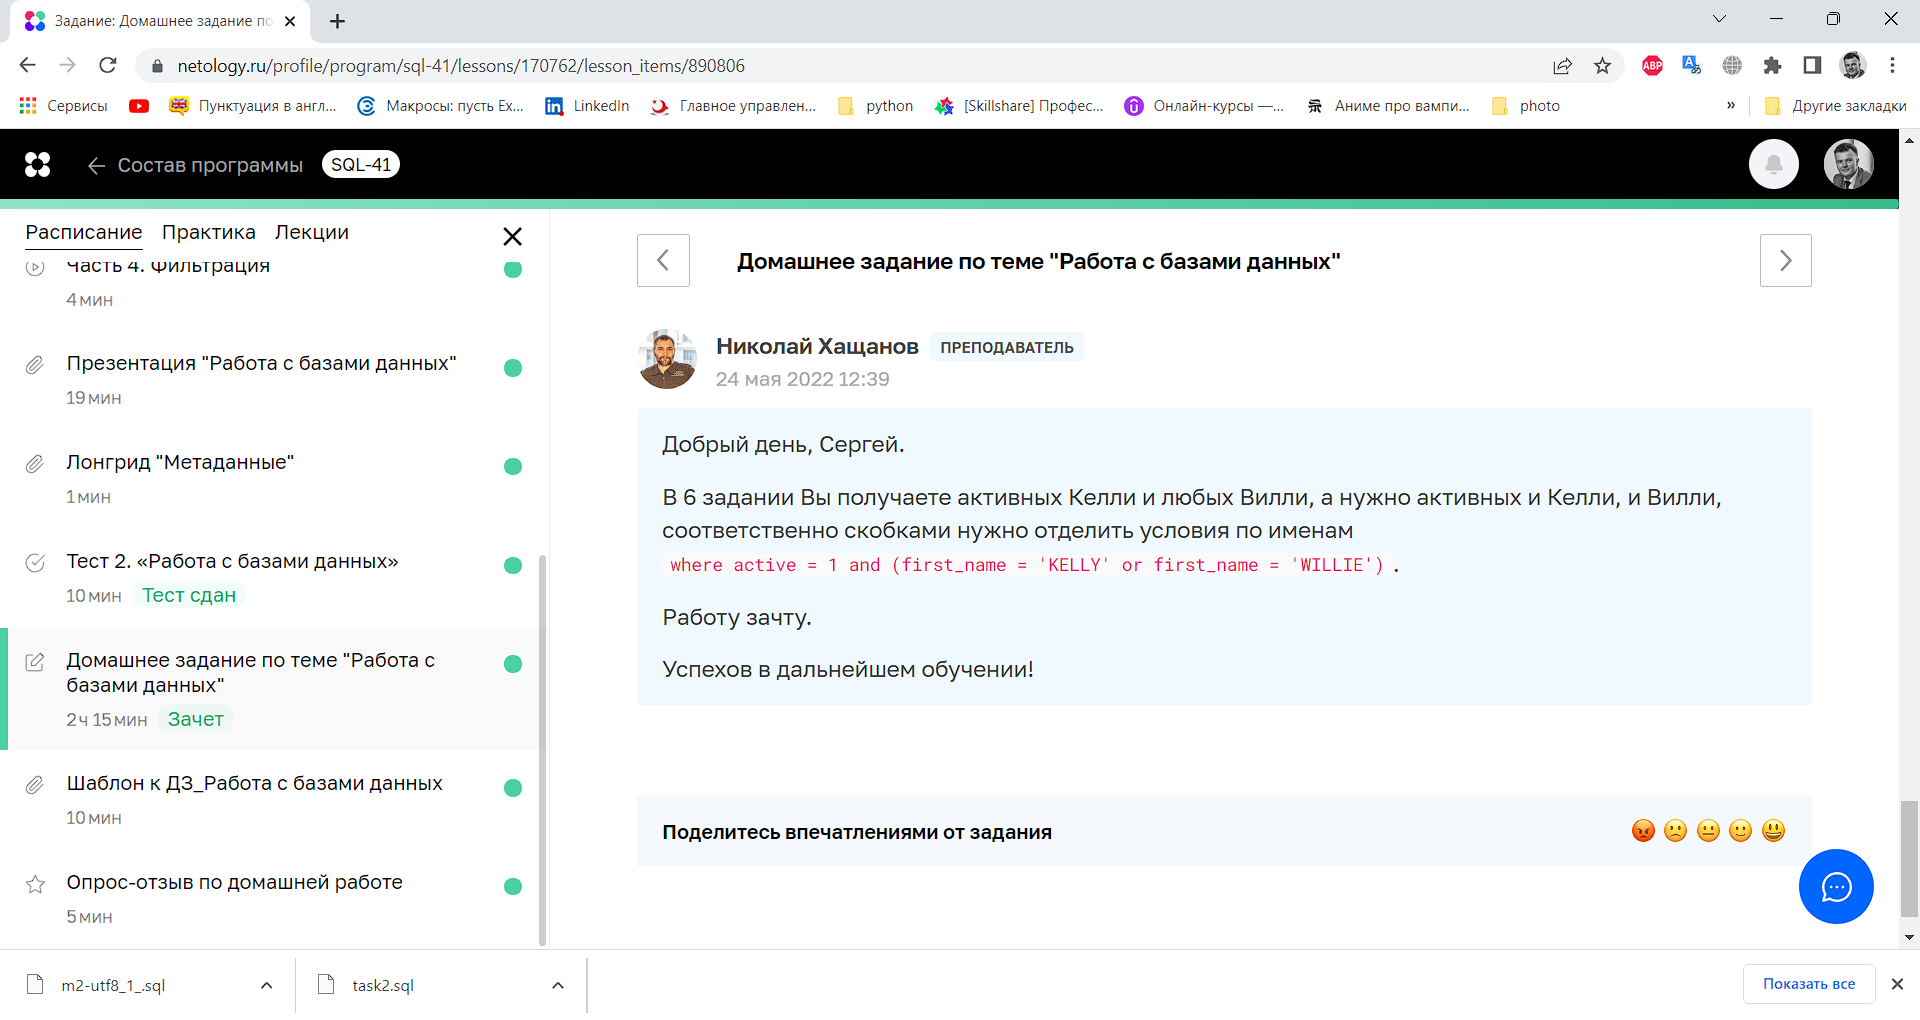 Задание: Домашнее задание по
netology.ru/profile/program/sql-41/lessons/170762/lesson_items/890806
ABP
Сервисы
Пунктуация в англ...
Макросы: пусть Ex...
LinkedIn
Главное управлен...
python
[Skillshare] Професс...
Онлайн-курсы —...
Аниме про вампи...
photo
»
Другие закладки
Состав программы
SQL-41
Расписание Практика Лекции
Часть 4. Фильтрация
4 мин
Презентация "Работа с базами данных"
19 мин
Лонгрид "Метаданные"
1 мин
Тест 2. «Работа с базами данных»
10 мин Тест сдан
Домашнее задание по теме "Работа с
базами данных"
2 ч 15 мин Зачет
Шаблон к ДЗ_Работа с базами данных
10 мин
Опрос-отзыв по домашней работе
5 мин
Домашнее задание по теме "Работа с базами данных"
Николай Хащанов ПРЕПОДАВАТЕЛЬ
24 мая 2022 12:39
Добрый день, Сергей.
В 6 задании Вы получаете активных Келли и любых Вилли, а нужно активных и Келли, и Вилли,
соответственно скобками нужно отделить условия по именам
where active = 1 and (first_name = 'KELLY' or first_name = 'WILLIE') .
Работу зачту.
Успехов в дальнейшем обучении!
Поделитесь впечатлениями от задания
m2-utf8_1_.sql
task2.sql
Показать все